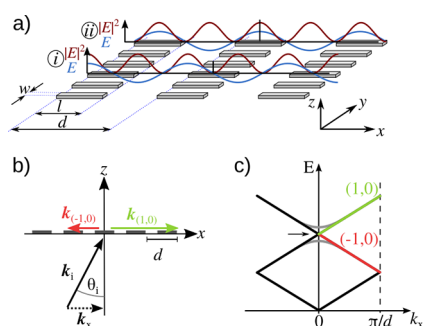 a)
ⓘⓘ |E|²
E
ⓘ |E|²
E
w
l
d
z
y
x
b)
z
k(-1,0)
k(1,0)
x
d
kᵢ
θᵢ
kₓ
c)
E
(1,0)
(-1,0)
0
π/d
kₓ